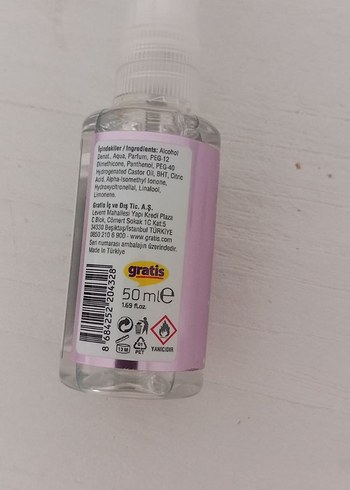 İçindekiler / Ingredients: Alcohol
Denat., Aqua, Parfum, PEG-12
Dimethicone, Panthenol, PEG-40
Hydrogenated Castor Oil, BHT, Citric
Acid, Alpha-Isomethyl Ionone,
Hydroxycitronellal, Linalool,
Limonene.
Gratis İç ve Dış Tic. A.Ş.
Levent Mahallesi Yapı Kredi Plaza
C Blok, Cömert Sokak 1C Kat:5
34330 Beşiktaş/İstanbul TÜRKİYE
0850 210 6 900 - www.gratis.com
Seri numarası ambalajın üzerindedir.
Made in Türkiye
gratis
50 ml e
1.69 fl.oz.
8 684252 204328
12 M
PET
YANICIDIR